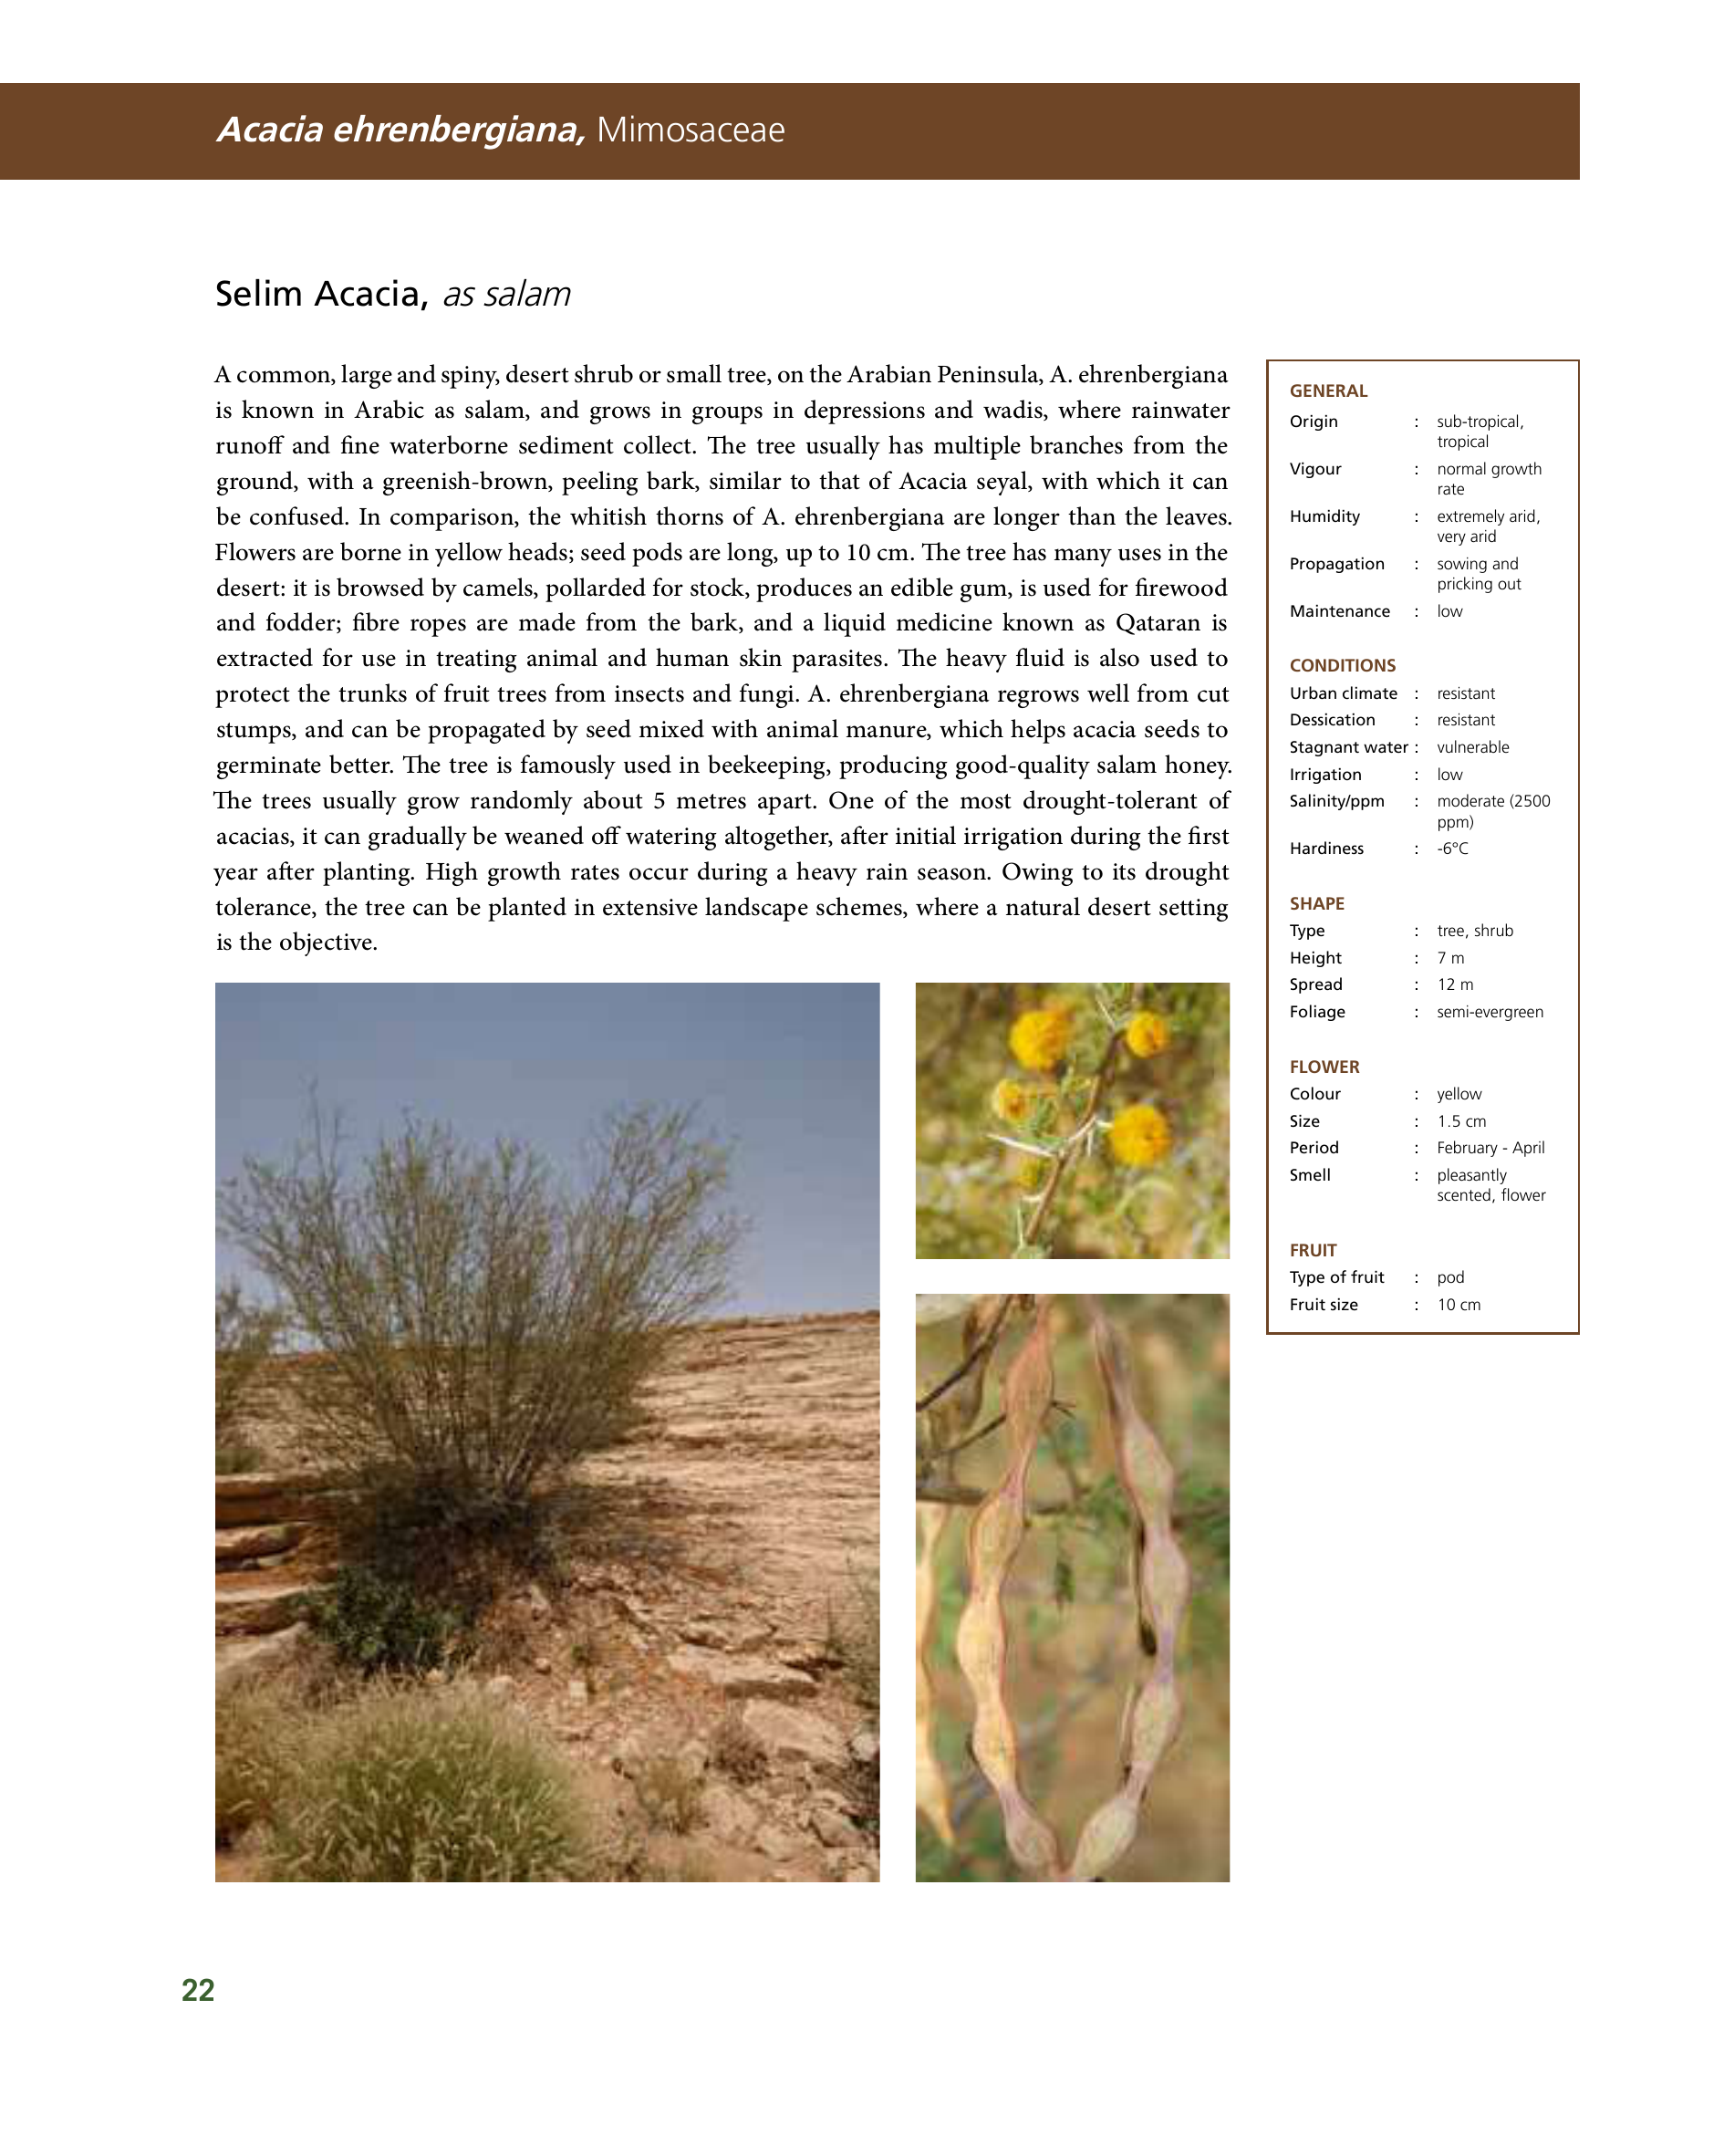 Acacia ehrenbergiana, Mimosaceae
Selim Acacia, as salam
A common, large and spiny, desert shrub or small tree, on the Arabian Peninsula, A. ehrenbergiana
is known in Arabic as salam, and grows in groups in depressions and wadis, where rainwater
runoff and fine waterborne sediment collect. The tree usually has multiple branches from the
ground, with a greenish-brown, peeling bark, similar to that of Acacia seyal, with which it can
be confused. In comparison, the whitish thorns of A. ehrenbergiana are longer than the leaves.
Flowers are borne in yellow heads; seed pods are long, up to 10 cm. The tree has many uses in the
desert: it is browsed by camels, pollarded for stock, produces an edible gum, is used for firewood
and fodder; fibre ropes are made from the bark, and a liquid medicine known as Qataran is
extracted for use in treating animal and human skin parasites. The heavy fluid is also used to
protect the trunks of fruit trees from insects and fungi. A. ehrenbergiana regrows well from cut
stumps, and can be propagated by seed mixed with animal manure, which helps acacia seeds to
germinate better. The tree is famously used in beekeeping, producing good-quality salam honey.
The trees usually grow randomly about 5 metres apart. One of the most drought-tolerant of
acacias, it can gradually be weaned off watering altogether, after initial irrigation during the first
year after planting. High growth rates occur during a heavy rain season. Owing to its drought
tolerance, the tree can be planted in extensive landscape schemes, where a natural desert setting
is the objective.
GENERAL
Origin : sub-tropical,
tropical
Vigour : normal growth
rate
Humidity : extremely arid,
very arid
Propagation : sowing and
pricking out
Maintenance : low
CONDITIONS
Urban climate : resistant
Dessication : resistant
Stagnant water : vulnerable
Irrigation : low
Salinity/ppm : moderate (2500
ppm)
Hardiness : -6°C
SHAPE
Type : tree, shrub
Height : 7 m
Spread : 12 m
Foliage : semi-evergreen
FLOWER
Colour : yellow
Size : 1.5 cm
Period : February - April
Smell : pleasantly
scented, flower
FRUIT
Type of fruit : pod
Fruit size : 10 cm
22